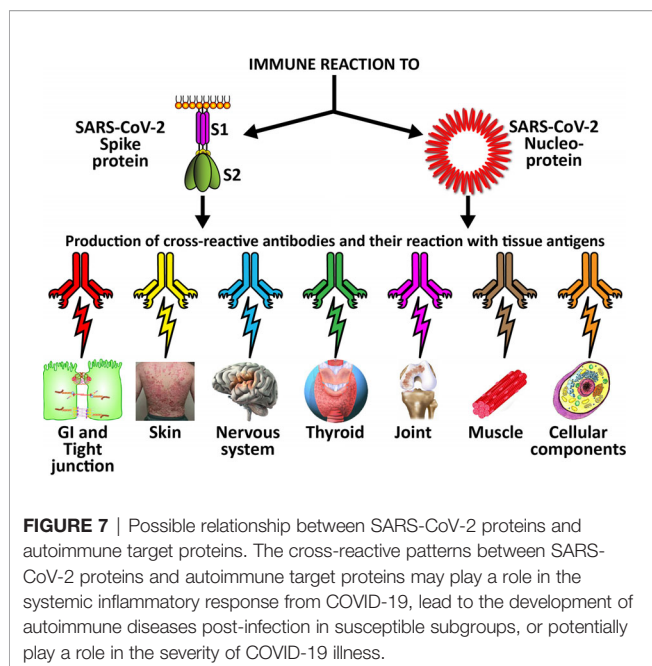 IMMUNE REACTION TO
SARS-CoV-2
Spike
protein
S1
S2
SARS-CoV-2
Nucleo-
protein
Production of cross-reactive antibodies and their reaction with tissue antigens
GI and
Tight
junction
Skin
Nervous
system
Thyroid
Joint
Muscle
Cellular
components
FIGURE 7 | Possible relationship between SARS-CoV-2 proteins and
autoimmune target proteins. The cross-reactive patterns between SARS-
CoV-2 proteins and autoimmune target proteins may play a role in the
systemic inflammatory response from COVID-19, lead to the development of
autoimmune diseases post-infection in susceptible subgroups, or potentially
play a role in the severity of COVID-19 illness.